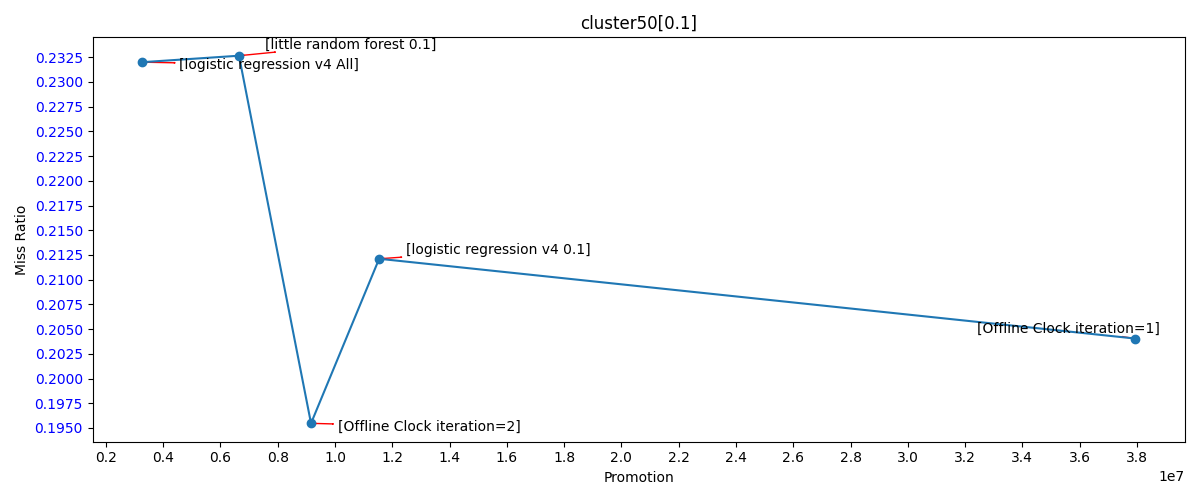 cluster50[0.1]
[little random forest 0.1]
[logistic regression v4 All]
[logistic regression v4 0.1]
[Offline Clock iteration=1]
[Offline Clock iteration=2]
Miss Ratio
0.2325
0.2300
0.2275
0.2250
0.2225
0.2200
0.2175
0.2150
0.2125
0.2100
0.2075
0.2050
0.2025
0.2000
0.1975
0.1950
0.2 0.4 0.6 0.8 1.0 1.2 1.4 1.6 1.8 2.0 2.2 2.4 2.6 2.8 3.0 3.2 3.4 3.6 3.8
1e7
Promotion